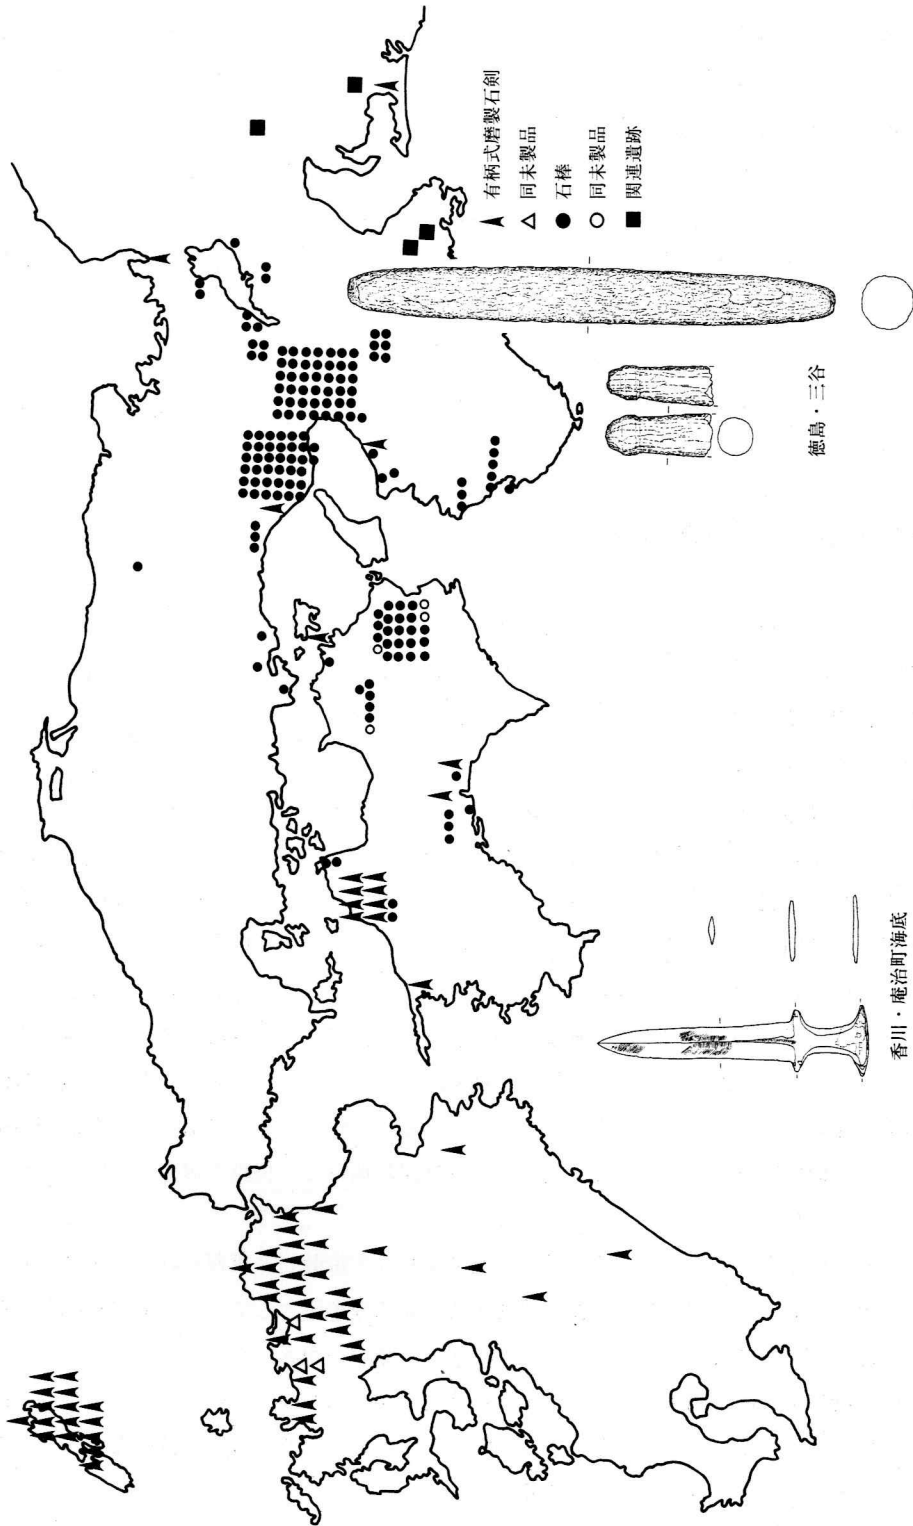 有柄式磨製石剣
同未製品
石棒
同未製品
関連遺跡
徳島・三谷
香川・庵治町海底